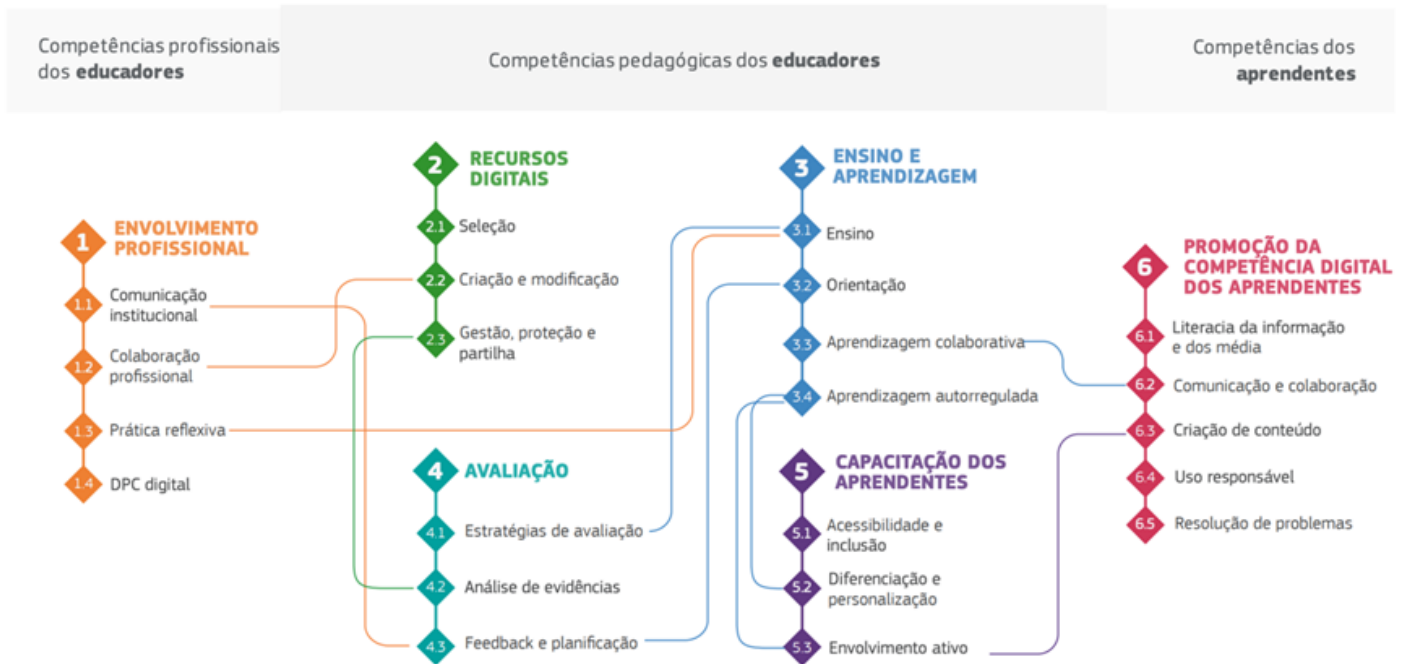 Competências profissionais
dos educadores
Competências pedagógicas dos educadores
Competências dos
aprendentes
1
ENVOLVIMENTO
PROFISSIONAL
1.1
Comunicação
institucional
1.2
Colaboração
profissional
1.3
Prática reflexiva
1.4
DPC digital
2
RECURSOS
DIGITAIS
2.1
Seleção
2.2
Criação e modificação
2.3
Gestão, proteção e
partilha
4
AVALIAÇÃO
4.1
Estratégias de avaliação
4.2
Análise de evidências
4.3
Feedback e planificação
3
ENSINO E
APRENDIZAGEM
3.1
Ensino
3.2
Orientação
3.3
Aprendizagem colaborativa
3.4
Aprendizagem autorregulada
5
CAPACITAÇÃO DOS
APRENDENTES
5.1
Acessibilidade e
inclusão
5.2
Diferenciação e
personalização
5.3
Envolvimento ativo
6
PROMOÇÃO DA
COMPETÊNCIA DIGITAL
DOS APRENDENTES
6.1
Literacia da informação
e dos média
6.2
Comunicação e colaboração
6.3
Criação de conteúdo
6.4
Uso responsável
6.5
Resolução de problemas